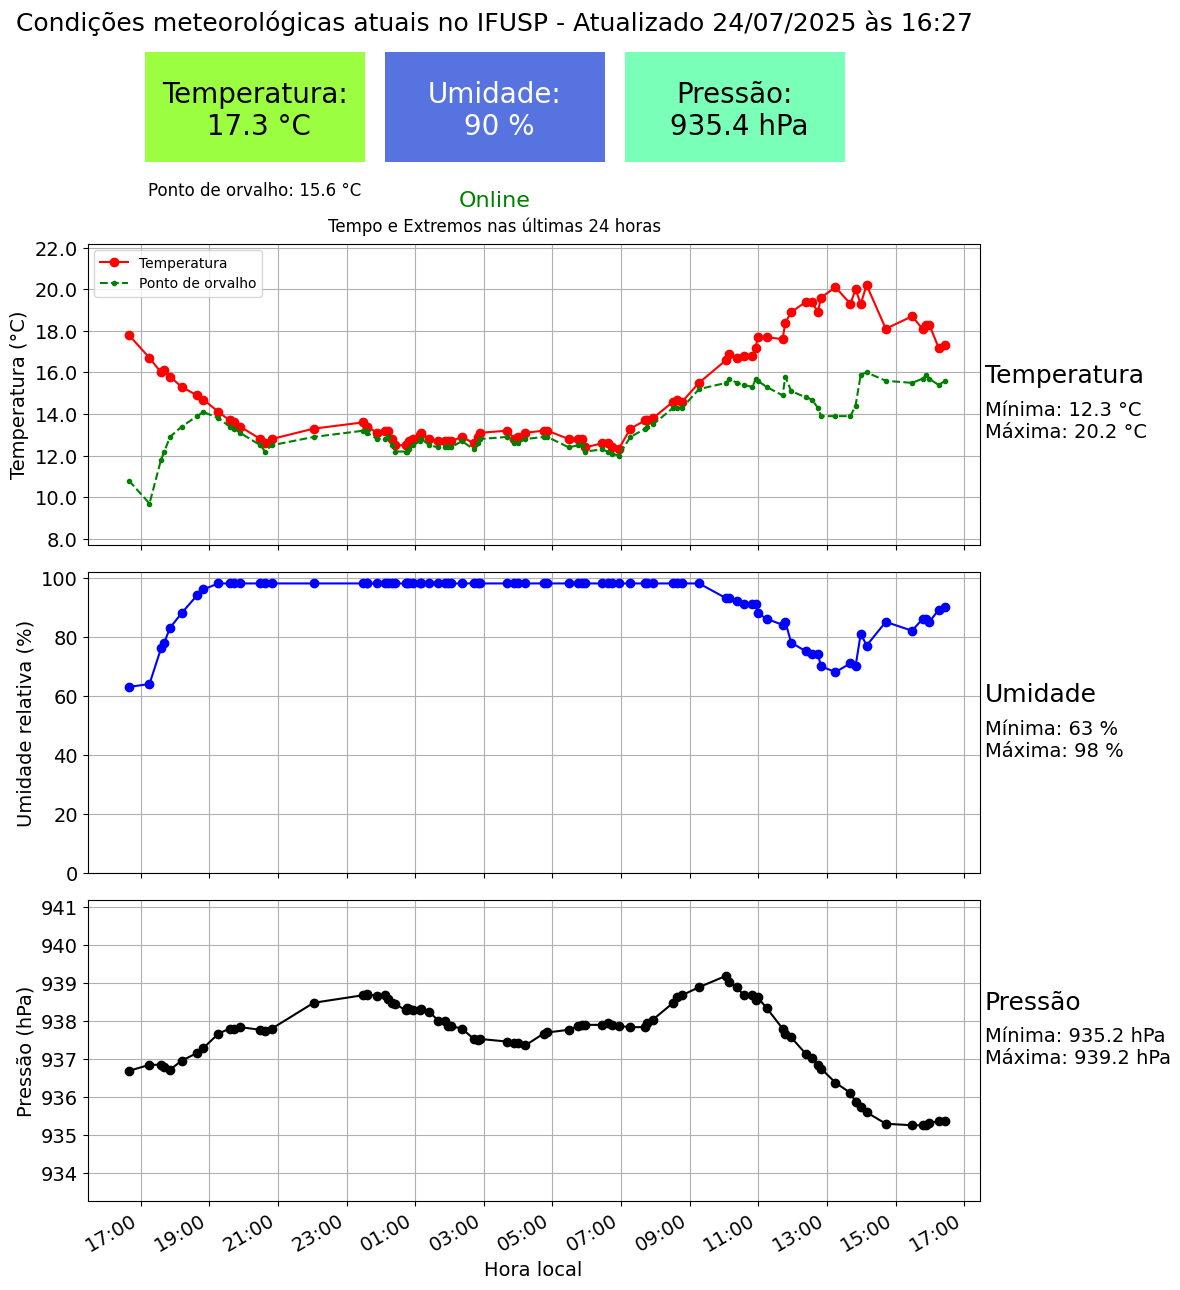 Condições meteorológicas atuais no IFUSP - Atualizado 24/07/2025 às 16:27
Temperatura:
17.3 °C
Umidade:
90 %
Pressão:
935.4 hPa
Ponto de orvalho: 15.6 °C
Online
Tempo e Extremos nas últimas 24 horas
Temperatura (°C)
22.0
20.0
18.0
16.0
14.0
12.0
10.0
8.0
Temperatura
Ponto de orvalho
Temperatura
Mínima: 12.3 °C
Máxima: 20.2 °C
Umidade relativa (%)
100
80
60
40
20
0
Umidade
Mínima: 63 %
Máxima: 98 %
Pressão (hPa)
941
940
939
938
937
936
935
934
Pressão
Mínima: 935.2 hPa
Máxima: 939.2 hPa
17:00
19:00
21:00
23:00
01:00
03:00
05:00
07:00
09:00
11:00
13:00
15:00
17:00
Hora local